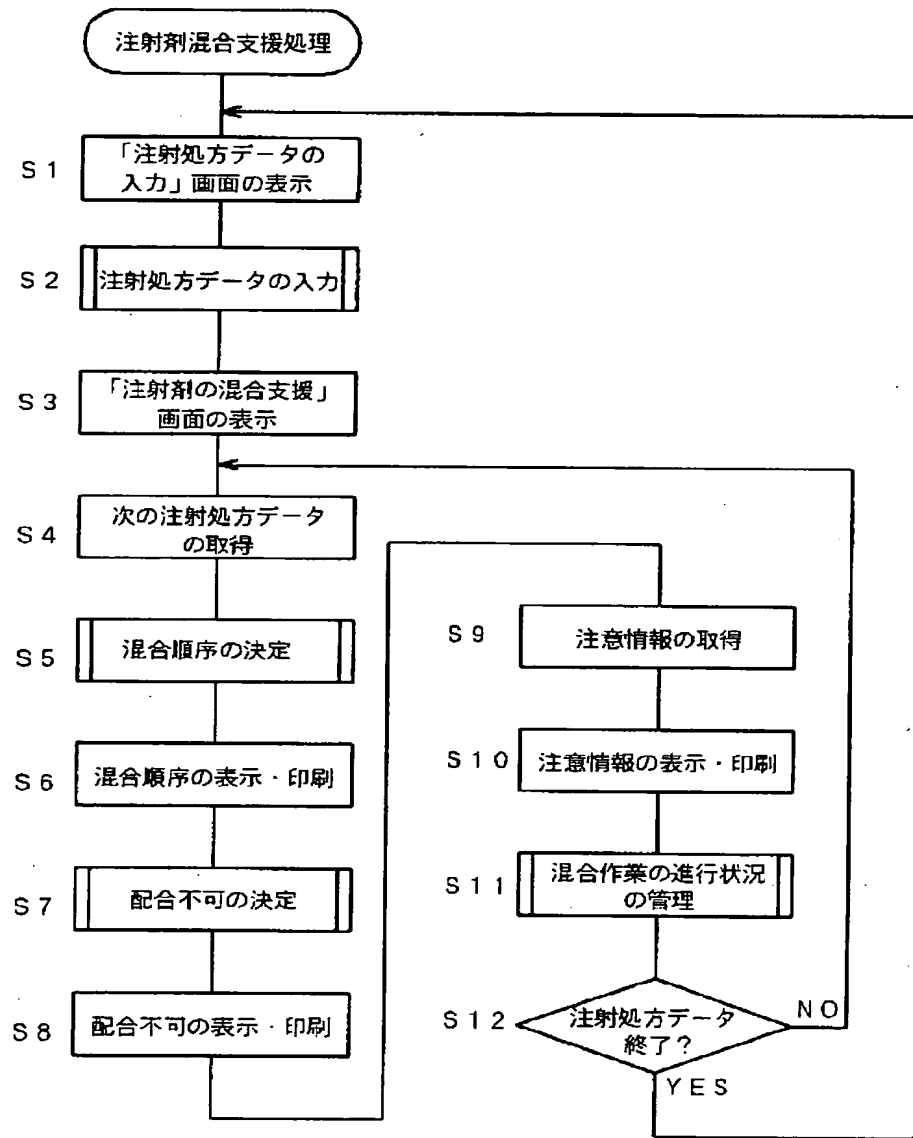 注射剤混合支援処理
S1
「注射処方データの
入力」画面の表示
S2
注射処方データの入力
S3
「注射剤の混合支援」
画面の表示
S4
次の注射処方データ
の取得
S5
混合順序の決定
S6
混合順序の表示・印刷
S7
配合不可の決定
S8
配合不可の表示・印刷
S9
注意情報の取得
S10
注意情報の表示・印刷
S11
混合作業の進行状況
の管理
S12
注射処方データ
終了?
NO
YES